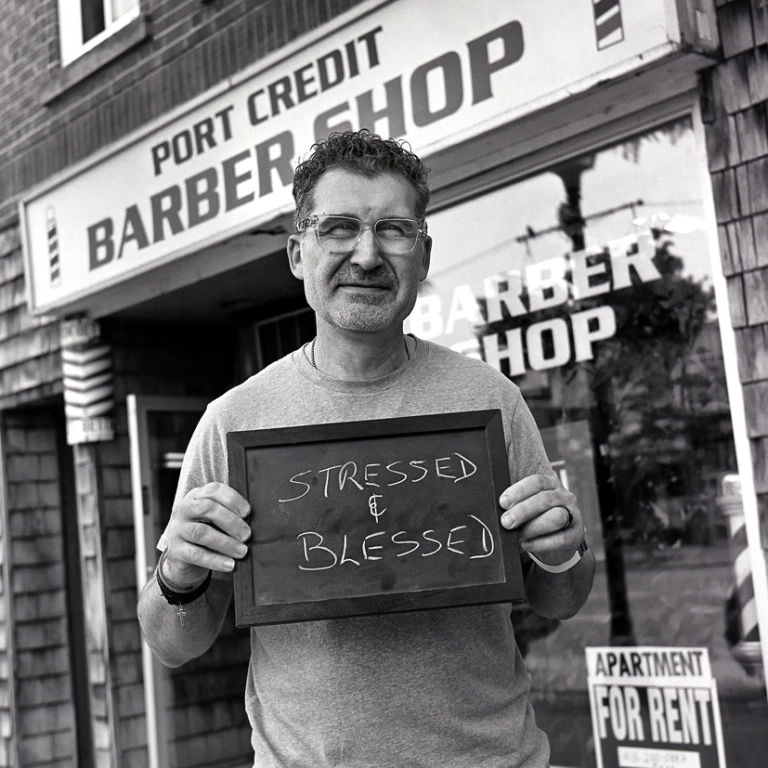 PORT CREDIT
BARBER SHOP
BARBER
SHOP
STRESSED
&
BLESSED
APARTMENT
FOR RENT